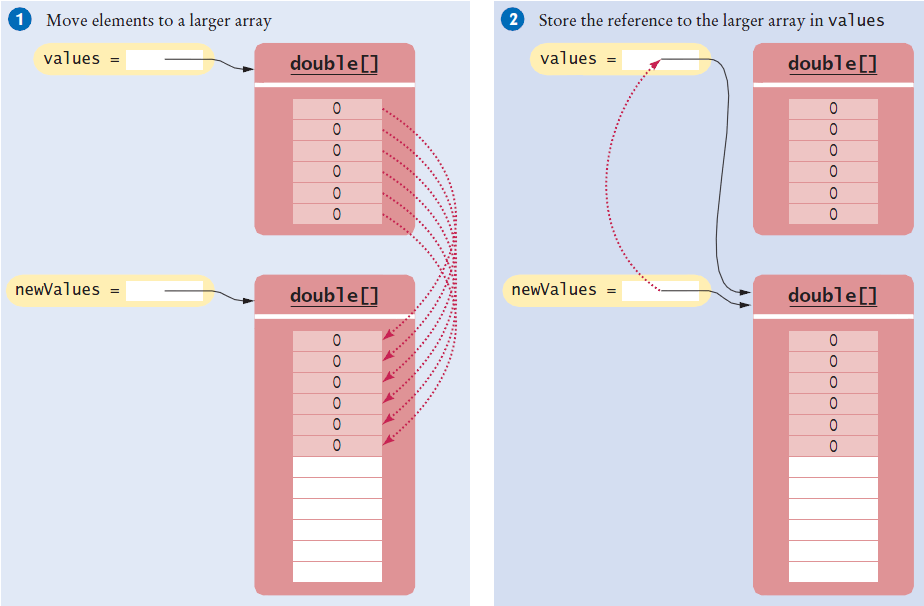 1 Move elements to a larger array
values =
double[]
0
0
0
0
0
0
newValues =
double[]
0
0
0
0
0
0
2 Store the reference to the larger array in values
values =
double[]
0
0
0
0
0
0
newValues =
double[]
0
0
0
0
0
0